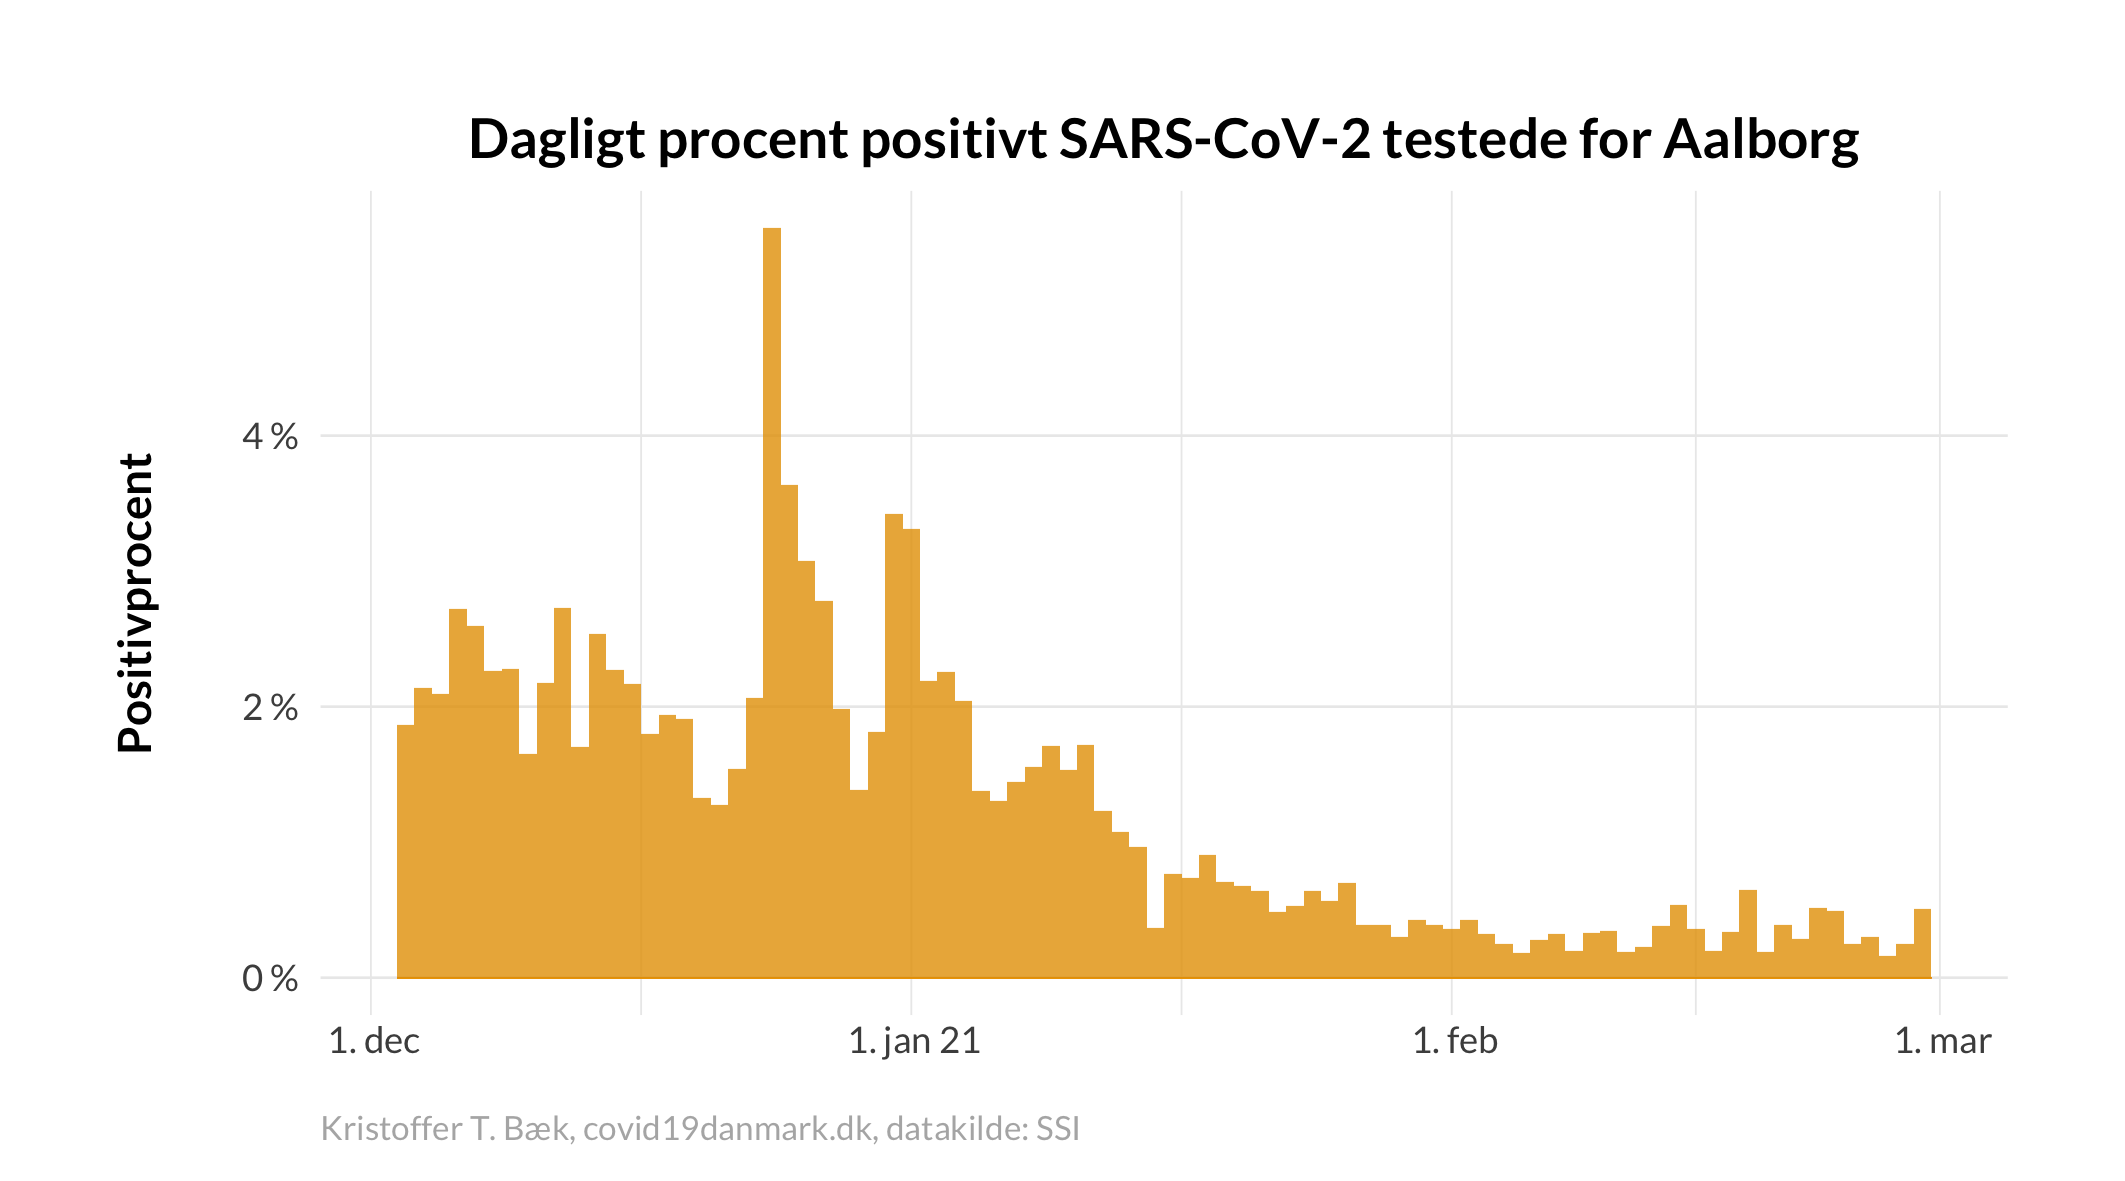 Dagligt procent positivt SARS-CoV-2 testede for Aalborg
Positivprocent
4 %
2 %
0 %
1. dec
1. jan 21
1. feb
1. mar
Kristoffer T. Bæk, covid19danmark.dk, datakilde: SSI